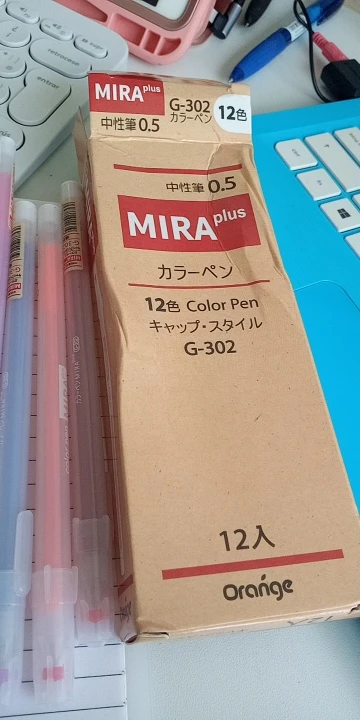 retroceso
entrar
MIRA plus
G-302
カラーペン
12色
中性筆0.5
中性筆0.5
MIRA plus
カラーペン
12色 Color Pen
キャップ・スタイル
G-302
12入
Orange